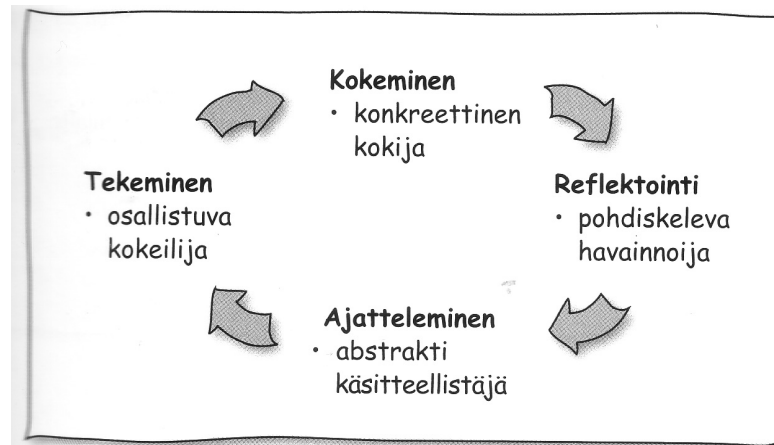 Kokeminen
• konkreettinen
kokija
Tekeminen
• osallistuva
kokeilija
Reflektointi
• pohdiskeleva
havainnoija
Ajatteleminen
• abstrakti
käsitteellistäjä